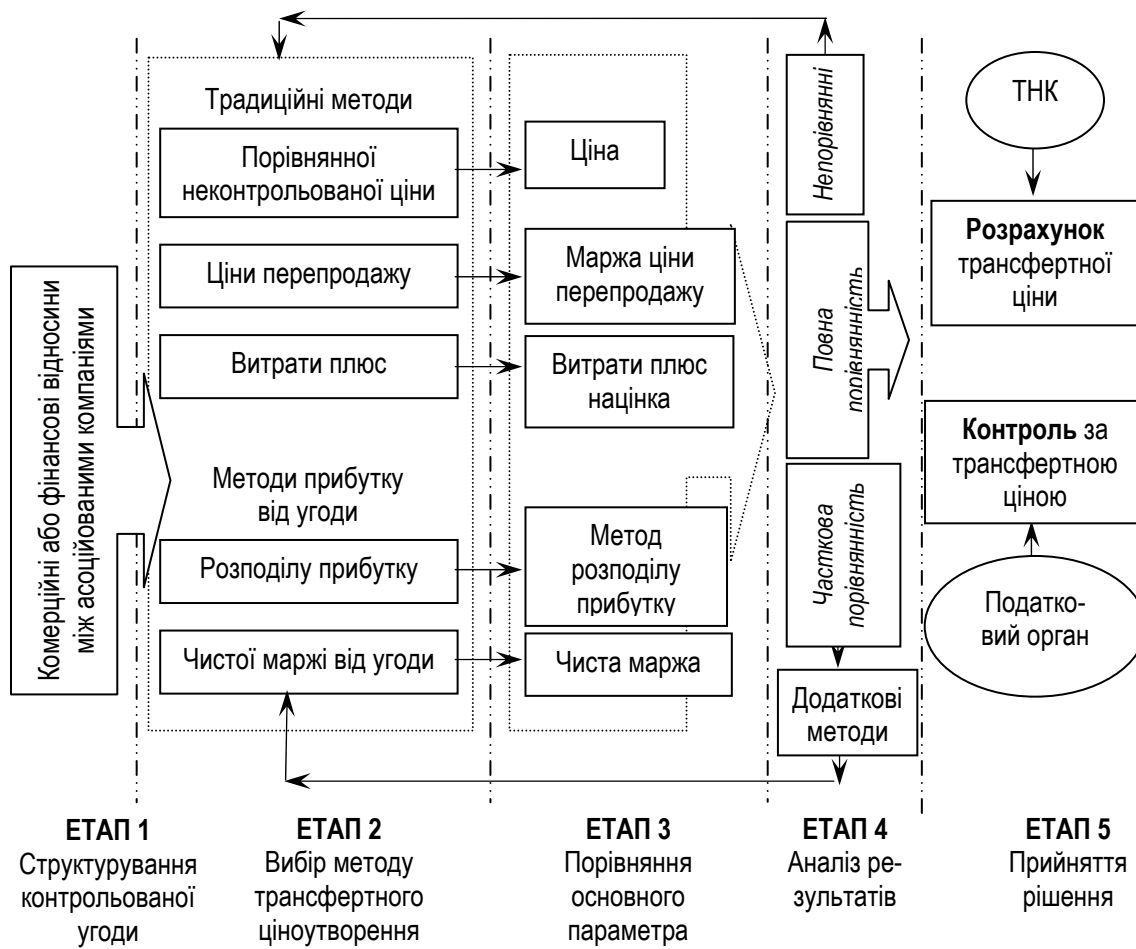 Комерційні або фінансові відносини
між асоційованими компаніями
Традиційні методи
Порівнянної
неконтрольованої ціни
Ціни перепродажу
Витрати плюс
Методи прибутку
від угоди
Розподілу прибутку
Чистої маржі від угоди
Ціна
Маржа ціни
перепродажу
Витрати плюс
націнка
Метод
розподілу
прибутку
Чиста маржа
Непорівнянні
Повна
порівнянність
Часткова
порівнянність
Додаткові
методи
ТНК
Розрахунок
трансфертної
ціни
Контроль за
трансфертною
ціною
Податко-
вий орган
ЕТАП 1
Структурування
контрольованої
угоди
ЕТАП 2
Вибір методу
трансфертного
ціноутворення
ЕТАП 3
Порівняння
основного
параметра
ЕТАП 4
Аналіз ре-
зультатів
ЕТАП 5
Прийняття
рішення